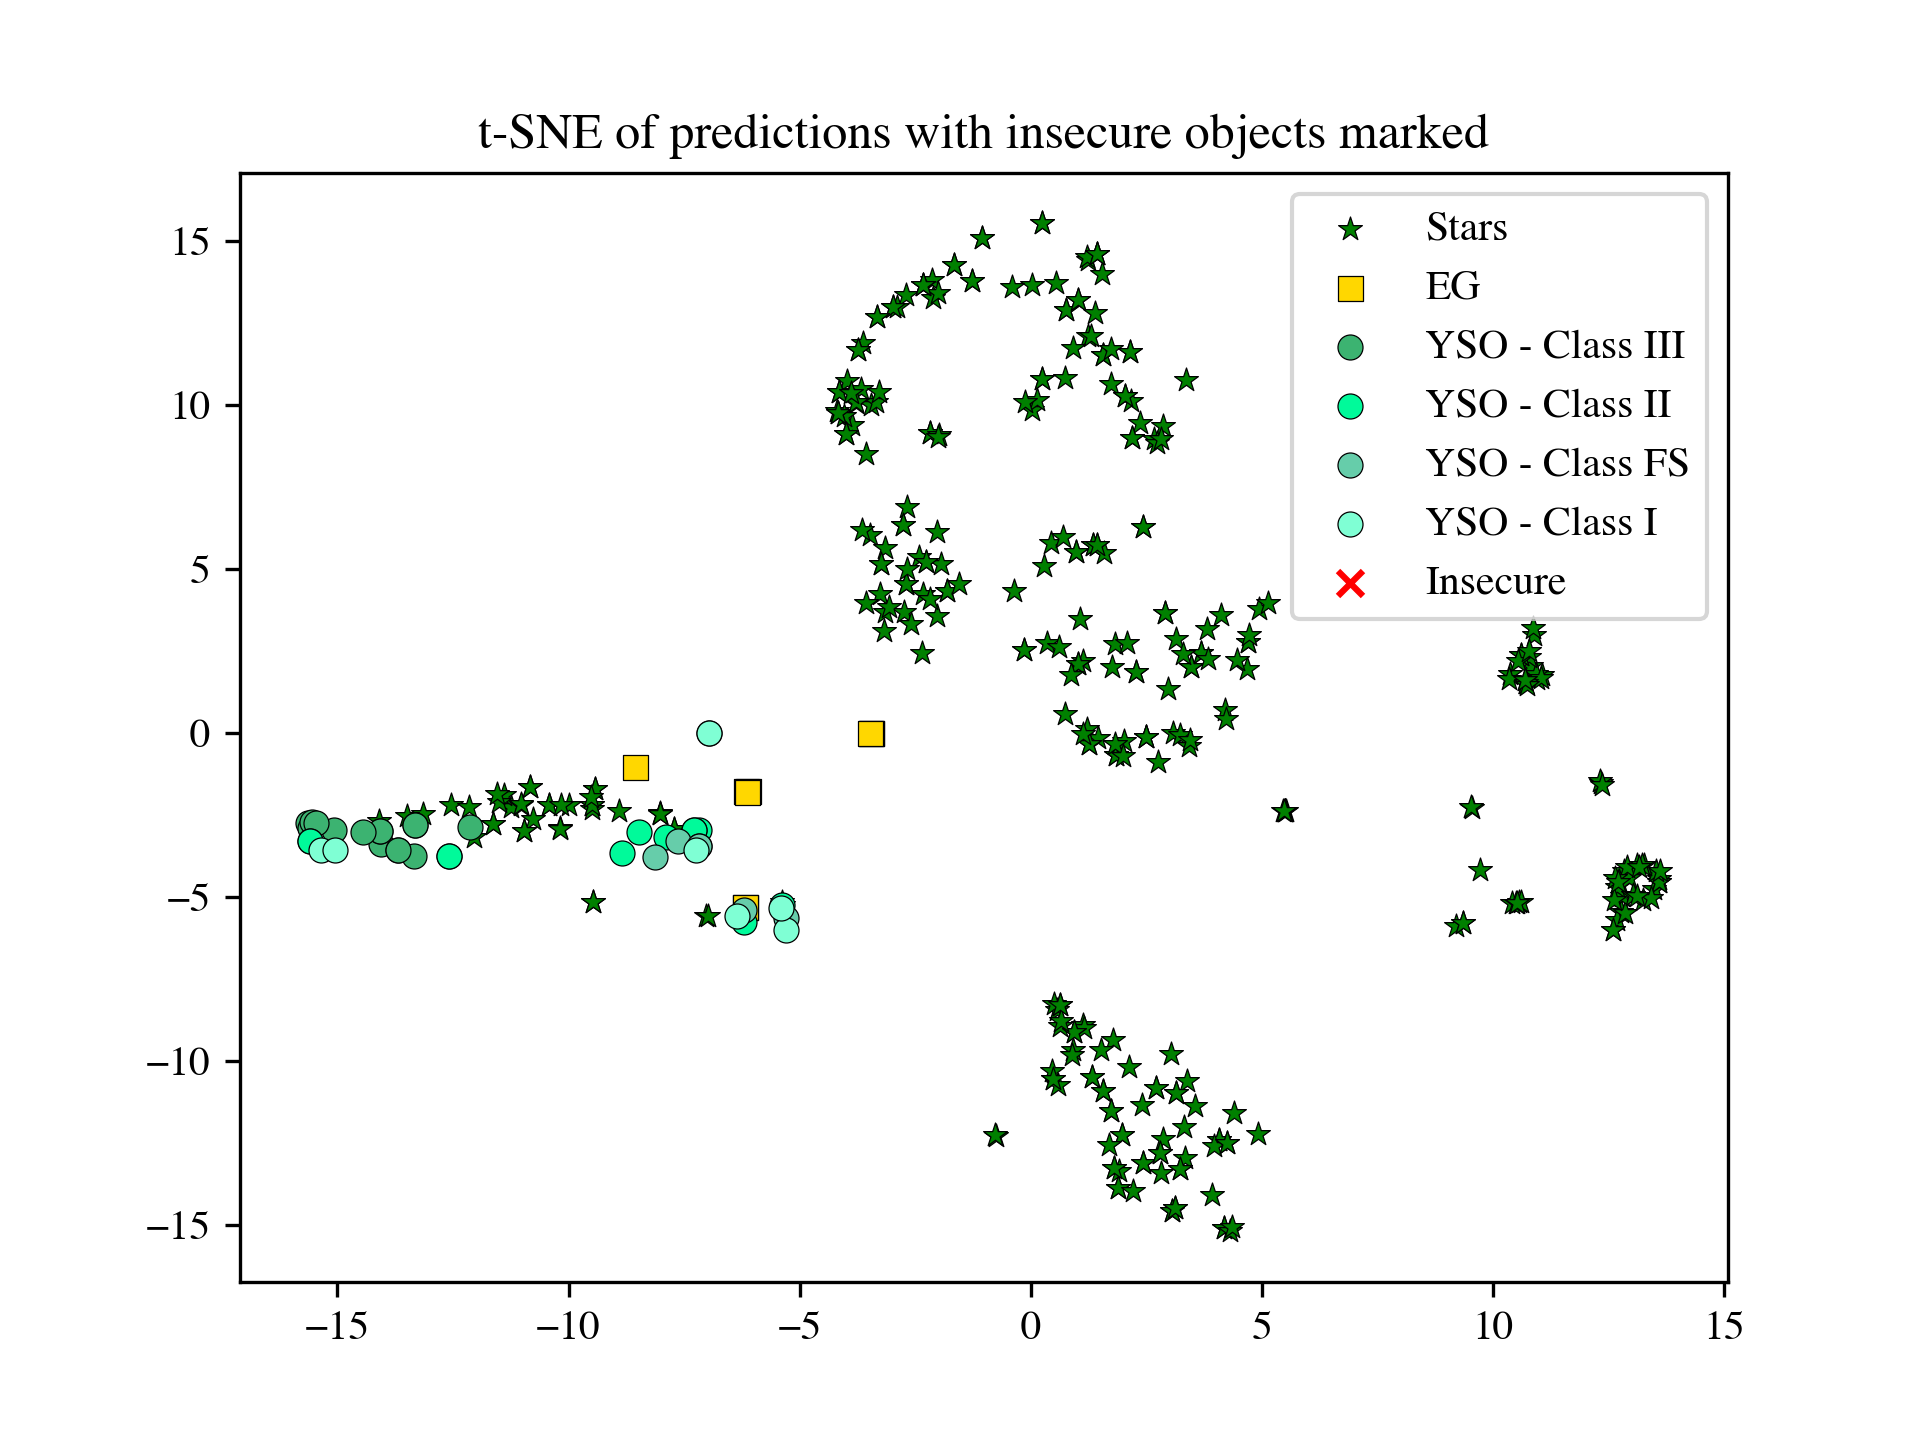 t-SNE of predictions with insecure objects marked
Stars
EG
YSO - Class III
YSO - Class II
YSO - Class FS
YSO - Class I
Insecure
15
10
5
0
−5
−10
−15
−15
−10
−5
0
5
10
15